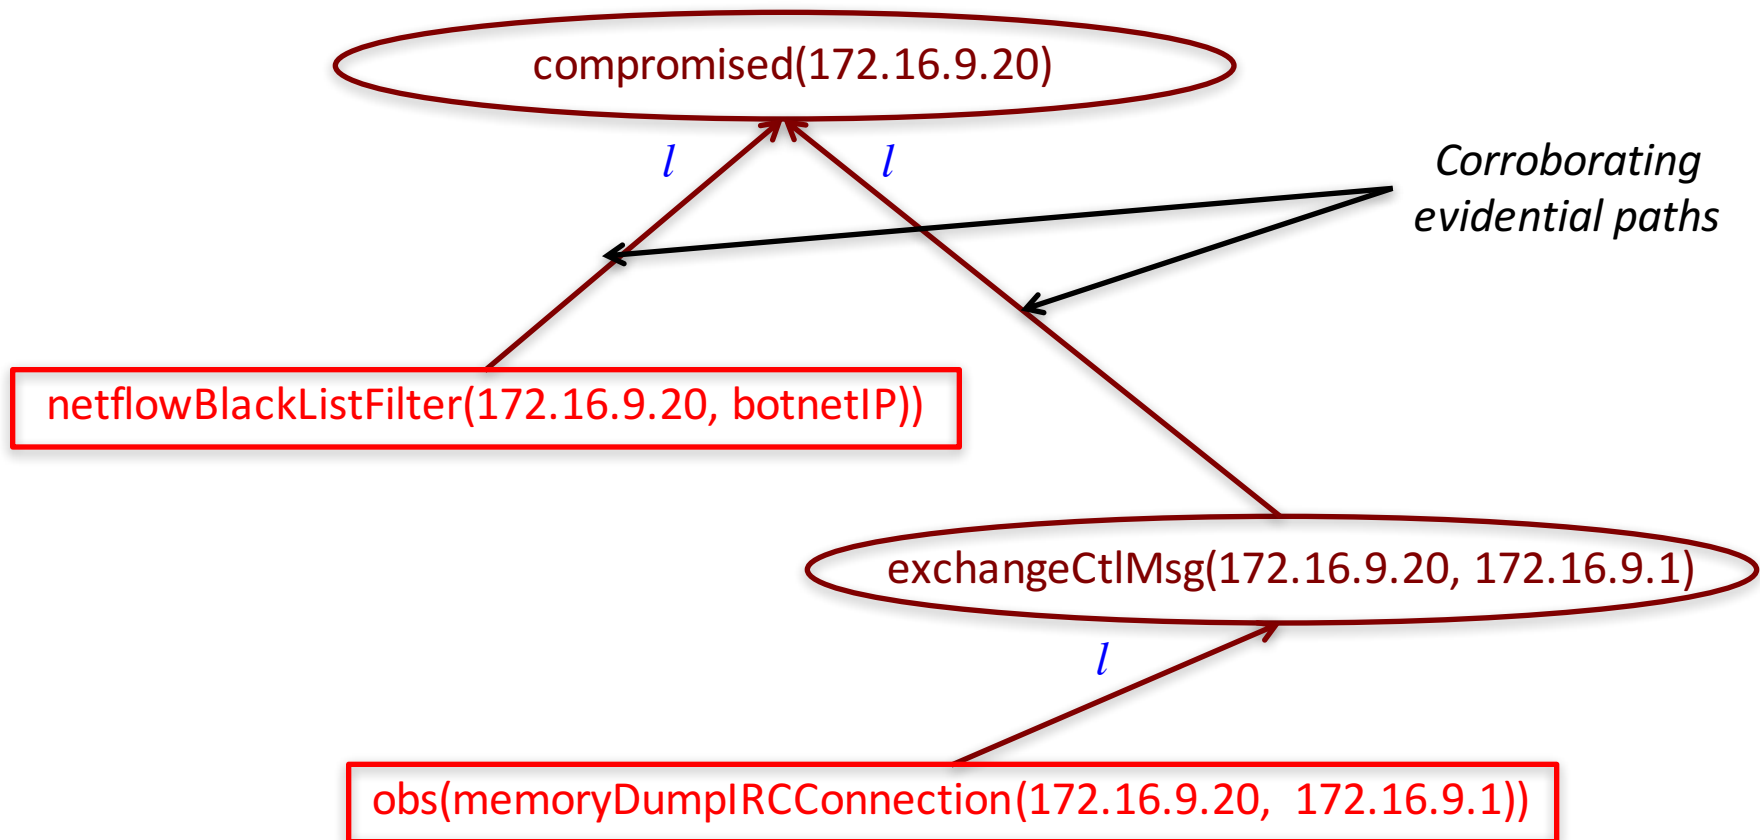 compromised(172.16.9.20)
l
l
Corroborating
evidential paths
netflowBlackListFilter(172.16.9.20, botnetIP))
exchangeCtlMsg(172.16.9.20, 172.16.9.1)
l
obs(memoryDumpIRCConnection(172.16.9.20, 172.16.9.1))